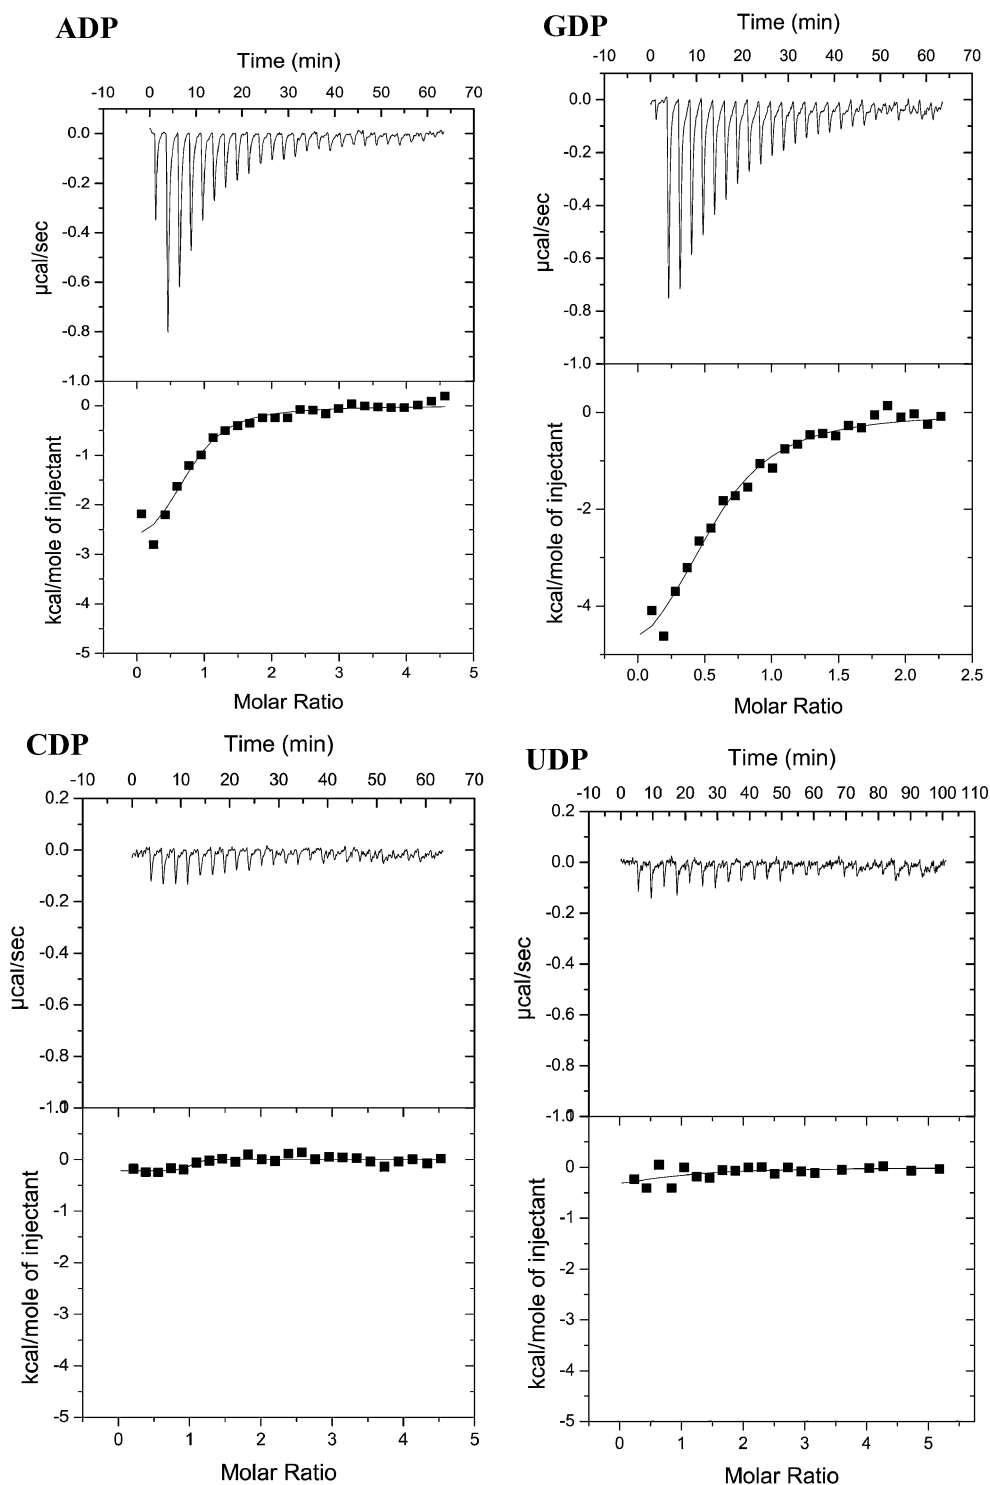 ADP
Time (min)
-10 0 10 20 30 40 50 60 70
0.0
-0.2
-0.4
-0.6
-0.8
-1.0
µcal/sec
0
-1
-2
-3
-4
-5
kcal/mole of injectant
0 1 2 3 4 5
Molar Ratio
GDP
Time (min)
-10 0 10 20 30 40 50 60 70
0.0
-0.2
-0.4
-0.6
-0.8
-1.0
µcal/sec
0
-2
-4
kcal/mole of injectant
0.0 0.5 1.0 1.5 2.0 2.5
Molar Ratio
CDP
Time (min)
-10 0 10 20 30 40 50 60 70
0.2
0.0
-0.2
-0.4
-0.6
-0.8
-1.0
µcal/sec
1
0
-1
-2
-3
-4
-5
kcal/mole of injectant
0 1 2 3 4 5
Molar Ratio
UDP
Time (min)
-10 0 10 20 30 40 50 60 70 80 90 100 110
0.2
0.0
-0.2
-0.4
-0.6
-0.8
-1.0
µcal/sec
1
0
-1
-2
-3
-4
-5
kcal/mole of injectant
0 1 2 3 4 5
Molar Ratio